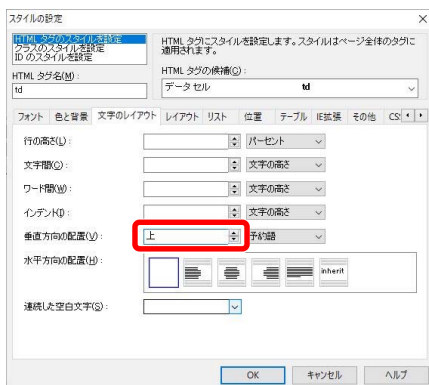 スタイルの設定
HTML タグのスタイルを設定
クラスのスタイルを設定
ID のスタイルを設定
HTML タグにスタイルを設定します。スタイルはページ全体のタグに
適用されます。
HTML タグ名(M):
td
HTML タグの候補(C):
データ セル td
フォント 色と背景 文字のレイアウト レイアウト リスト 位置 テーブル IE拡張 その他 CS
行の高さ(L): パーセント
文字間(C): 文字の高さ
ワード間(W): 文字の高さ
インデント(I): 文字の高さ
垂直方向の配置(V): 上 予約語
水平方向の配置(H): inherit
連続した空白文字(S):
OK キャンセル ヘルプ